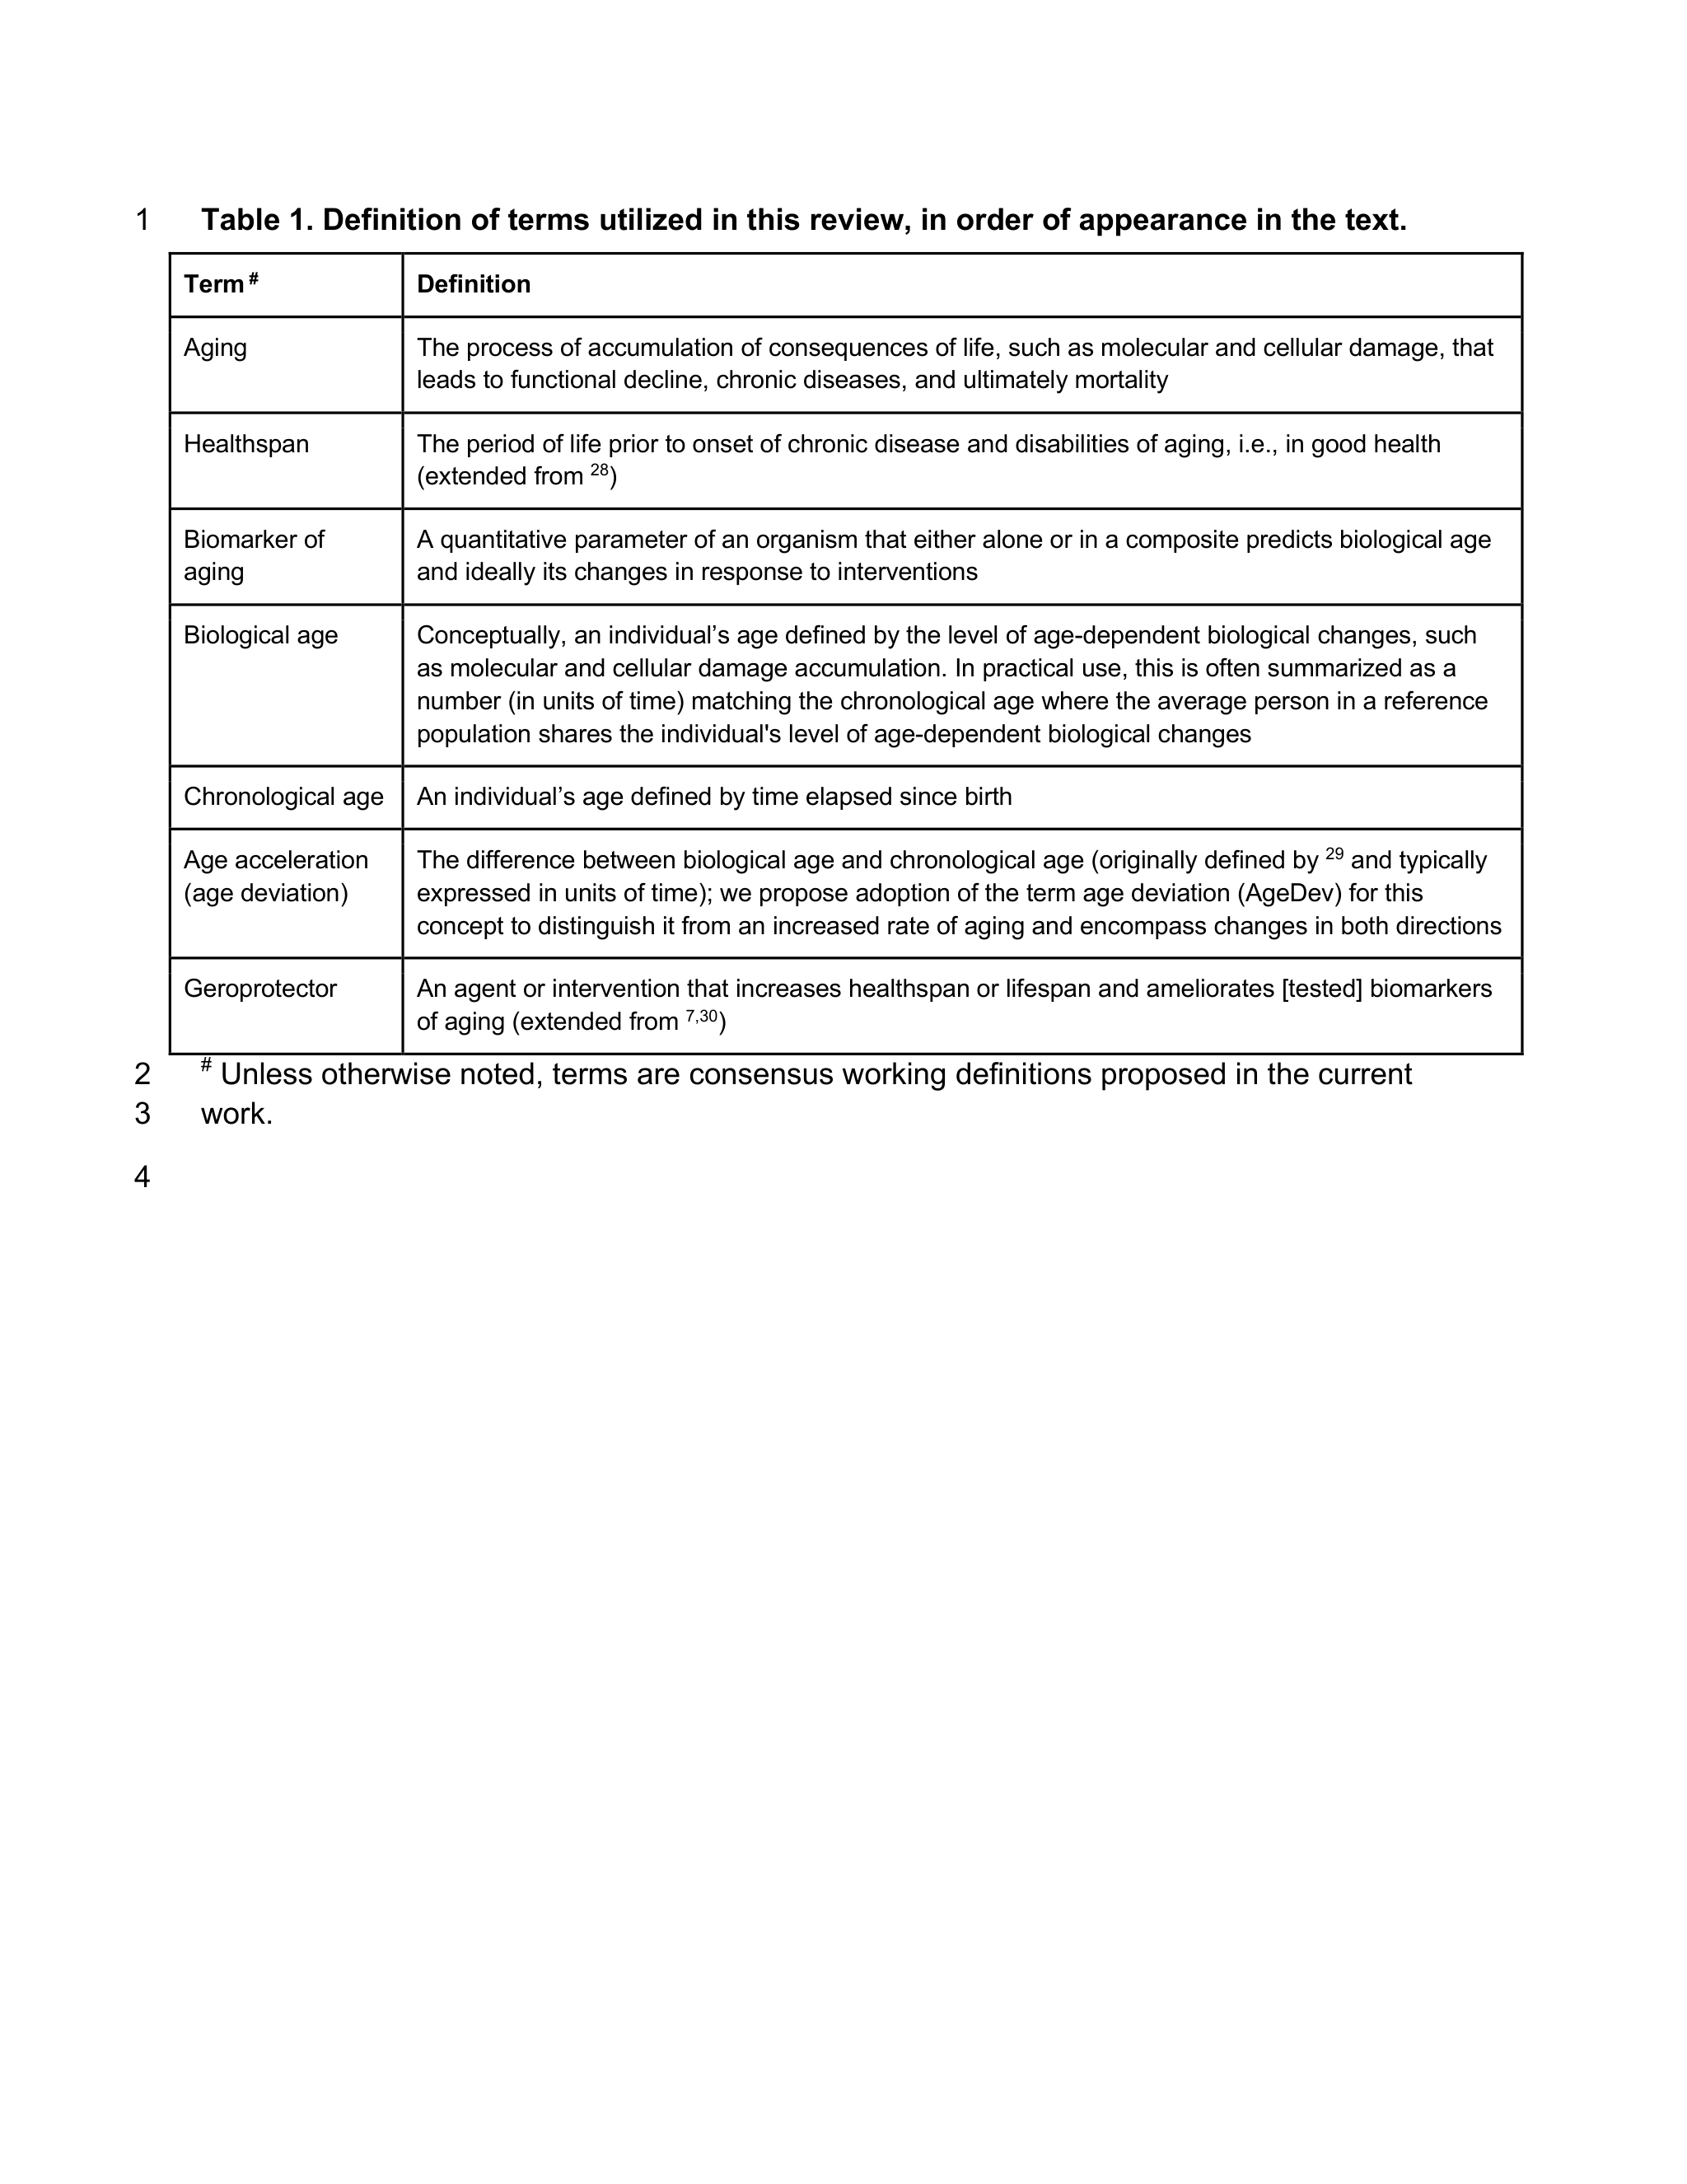 1 Table 1. Definition of terms utilized in this review, in order of appearance in the text.
Term # Definition
Aging The process of accumulation of consequences of life, such as molecular and cellular damage, that
leads to functional decline, chronic diseases, and ultimately mortality
Healthspan The period of life prior to onset of chronic disease and disabilities of aging, i.e., in good health
(extended from 28)
Biomarker of
aging
A quantitative parameter of an organism that either alone or in a composite predicts biological age
and ideally its changes in response to interventions
Biological age Conceptually, an individual’s age defined by the level of age-dependent biological changes, such
as molecular and cellular damage accumulation. In practical use, this is often summarized as a
number (in units of time) matching the chronological age where the average person in a reference
population shares the individual's level of age-dependent biological changes
Chronological age An individual’s age defined by time elapsed since birth
Age acceleration
(age deviation)
The difference between biological age and chronological age (originally defined by 29 and typically
expressed in units of time); we propose adoption of the term age deviation (AgeDev) for this
concept to distinguish it from an increased rate of aging and encompass changes in both directions
Geroprotector An agent or intervention that increases healthspan or lifespan and ameliorates [tested] biomarkers
of aging (extended from 7,30)
2 # Unless otherwise noted, terms are consensus working definitions proposed in the current
3 work.
4